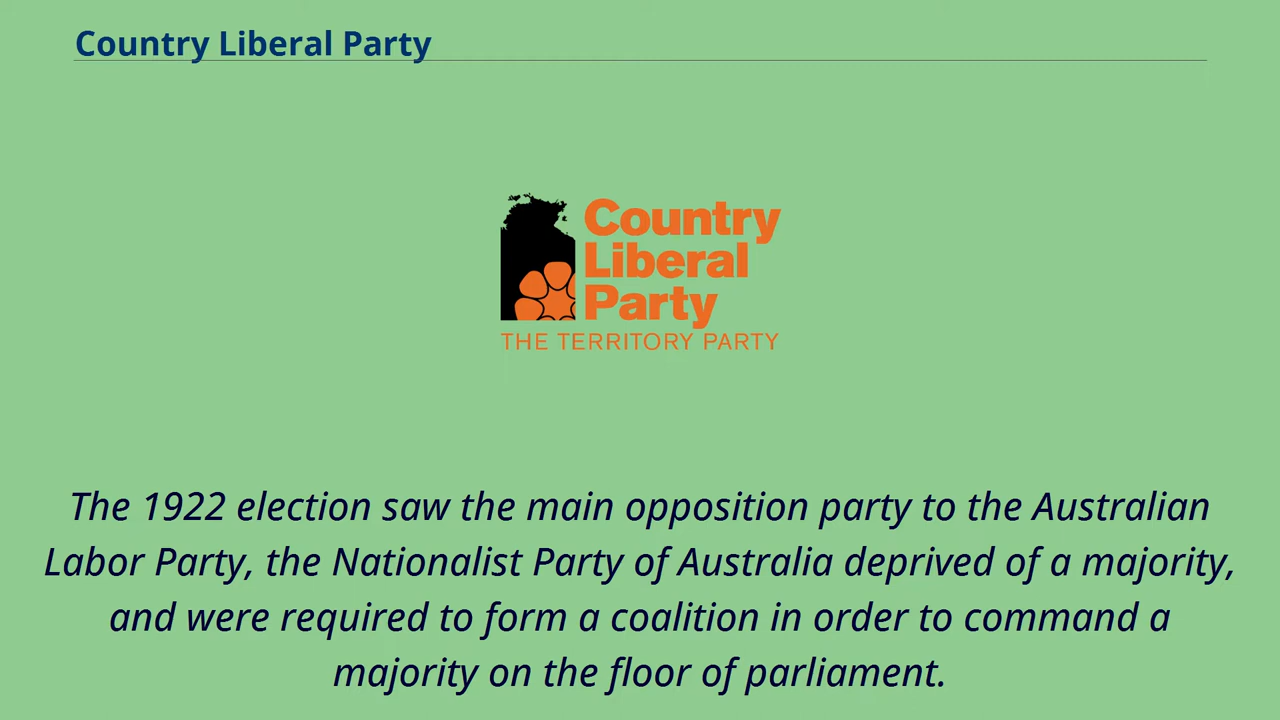 Country Liberal Party
Country
Liberal
Party
THE TERRITORY PARTY
The 1922 election saw the main opposition party to the Australian
Labor Party, the Nationalist Party of Australia deprived of a majority,
and were required to form a coalition in order to command a
majority on the floor of parliament.